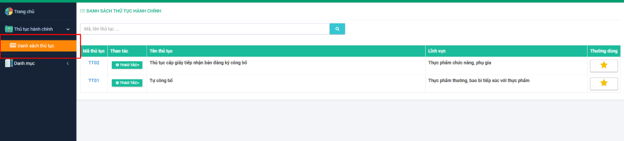 Trang chủ
DANH SÁCH THỦ TỤC HÀNH CHÍNH
Thủ tục hành chính
Mã, tên thủ tục ...
Danh sách thủ tục
Mã thủ tục Thao tác Tên thủ tục Lĩnh vực Thường dùng
Danh mục
TT02 THAO TÁC Thủ tục cấp giấy tiếp nhận bản đăng ký công bố Thực phẩm chức năng, phụ gia
TT01 THAO TÁC Tự công bố Thực phẩm thường, bao bì tiếp xúc với thực phẩm